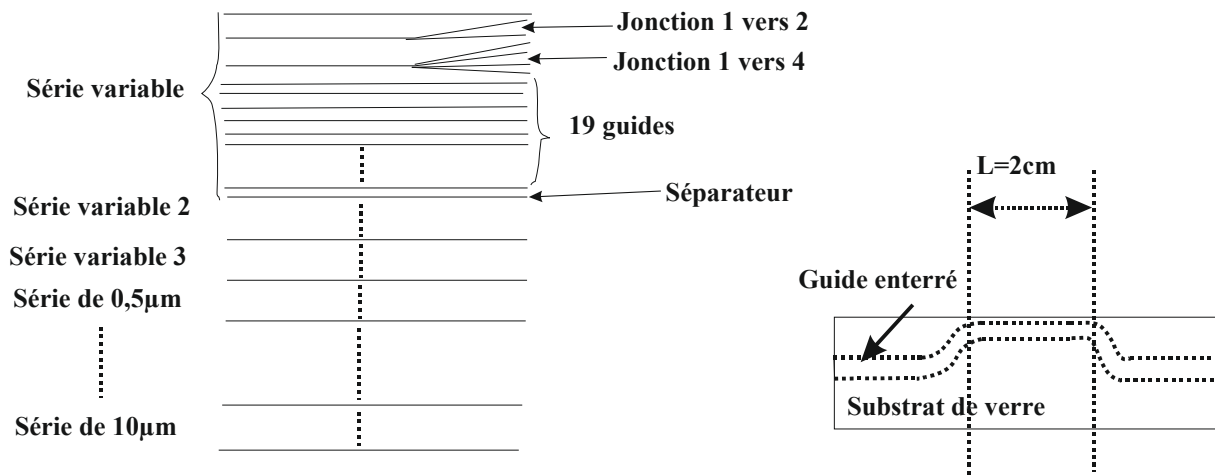 Jonction 1 vers 2
Jonction 1 vers 4
Série variable
19 guides
Séparateur
Série variable 2
Série variable 3
Série de 0,5µm
Série de 10µm
L=2cm
Guide enterré
Substrat de verre